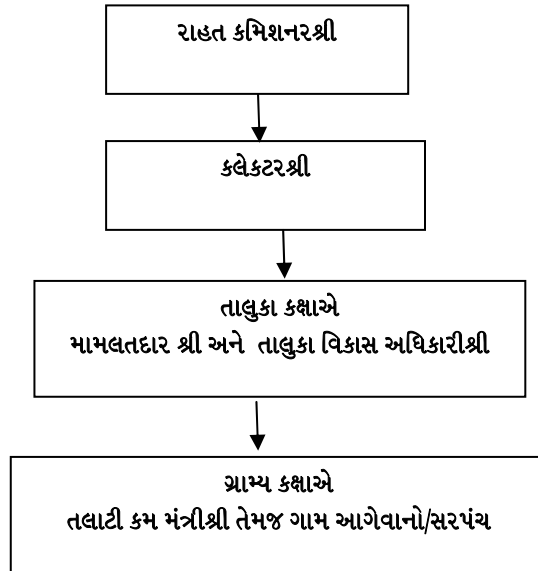 રાહત કમિશનરશ્રી
કલેકટરશ્રી
તાલુકા કક્ષાએ
મામલતદાર શ્રી અને તાલુકા વિકાસ અધિકારીશ્રી
ગ્રામ્ય કક્ષાએ
તલાટી કમ મંત્રીશ્રી તેમજ ગામ આગેવાનો/સરપંચ